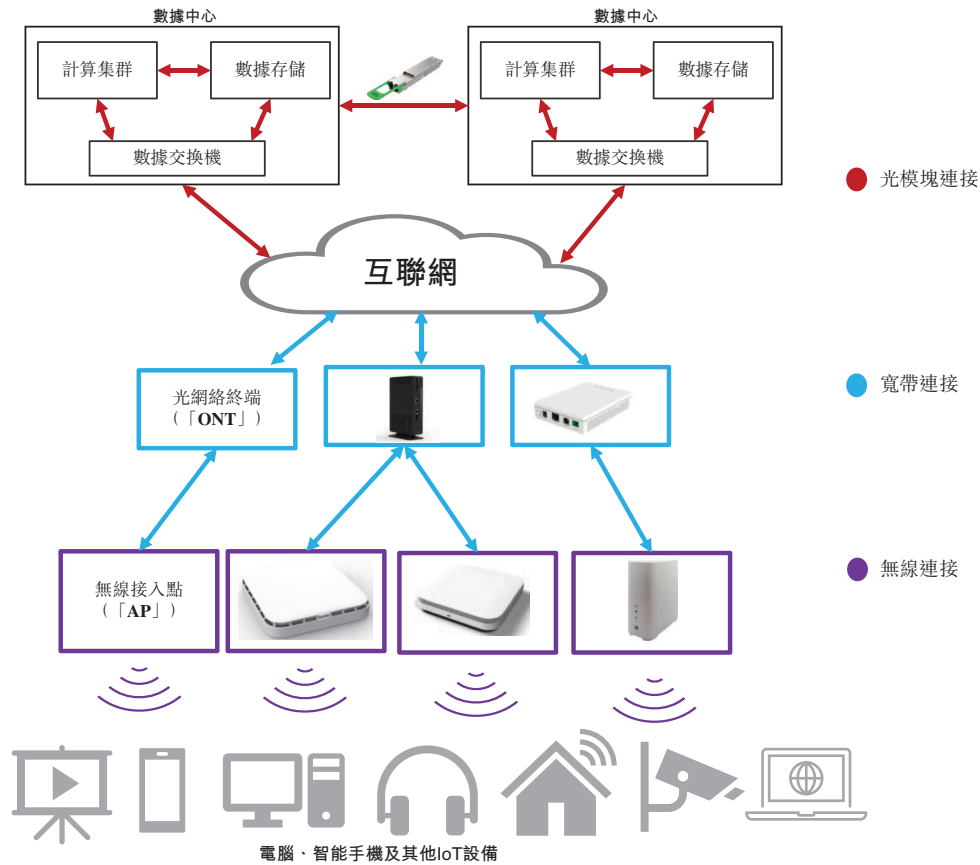 數據中心
數據中心
計算集群
數據存儲
計算集群
數據存儲
數據交換機
數據交換機
光模塊連接
互聯網
光網絡終端
（「ONT」）
寬帶連接
無線接入點
（「AP」）
無線連接
電腦、智能手機及其他IoT設備